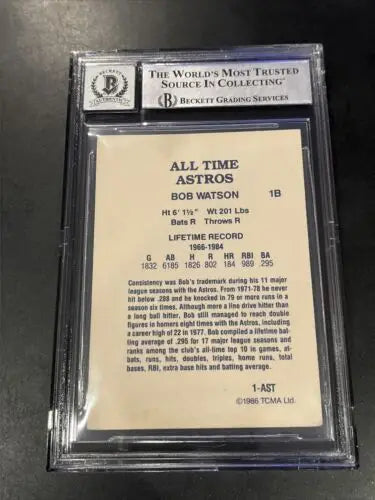 BECKETT
AUTHENTIC
THE WORLD'S MOST TRUSTED
SOURCE IN COLLECTING™
BECKETT GRADING SERVICES
ALL TIME
ASTROS
BOB WATSON 1B
Ht 6' 1½" Wt 201 Lbs
Bats R Throws R
LIFETIME RECORD
1966-1984
G AB H R HR RBI BA
1832 6185 1826 802 184 989 .295
Consistency was Bob's trademark during his 11 major
league seasons with the Astros. From 1971-78 he never
hit below .288 and he knocked in 79 or more runs in a
season six times. Although more a line drive hitter than
a long ball hitter, Bob still managed to reach double
figures in homers eight times with the Astros, including
a career high of 22 in 1977. Bob compiled a lifetime bat-
ting average of .295 for 17 major league seasons and
ranks among the club's all-time top 10 in games, at-
bats, runs, hits, doubles, triples, home runs, total
bases, RBI, extra base hits and batting average.
1-AST
©1986 TCMA Ltd.